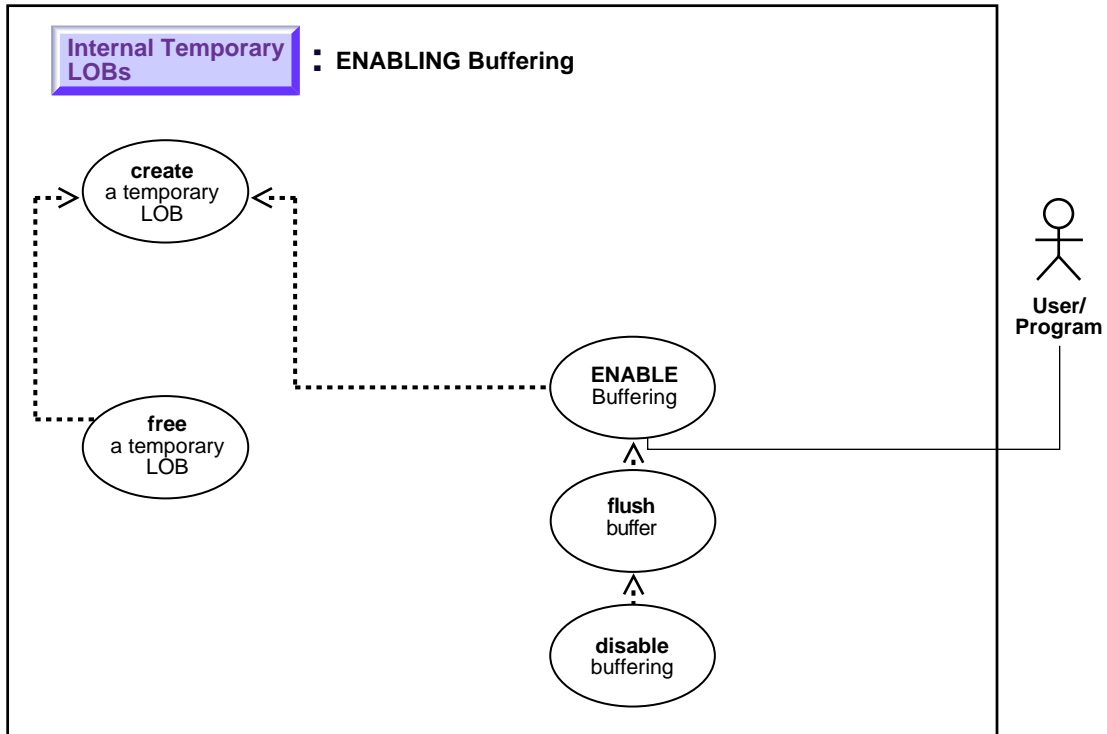 Internal Temporary
LOBs
: ENABLING Buffering
create
a temporary
LOB
User/
Program
ENABLE
Buffering
free
a temporary
LOB
flush
buffer
disable
buffering